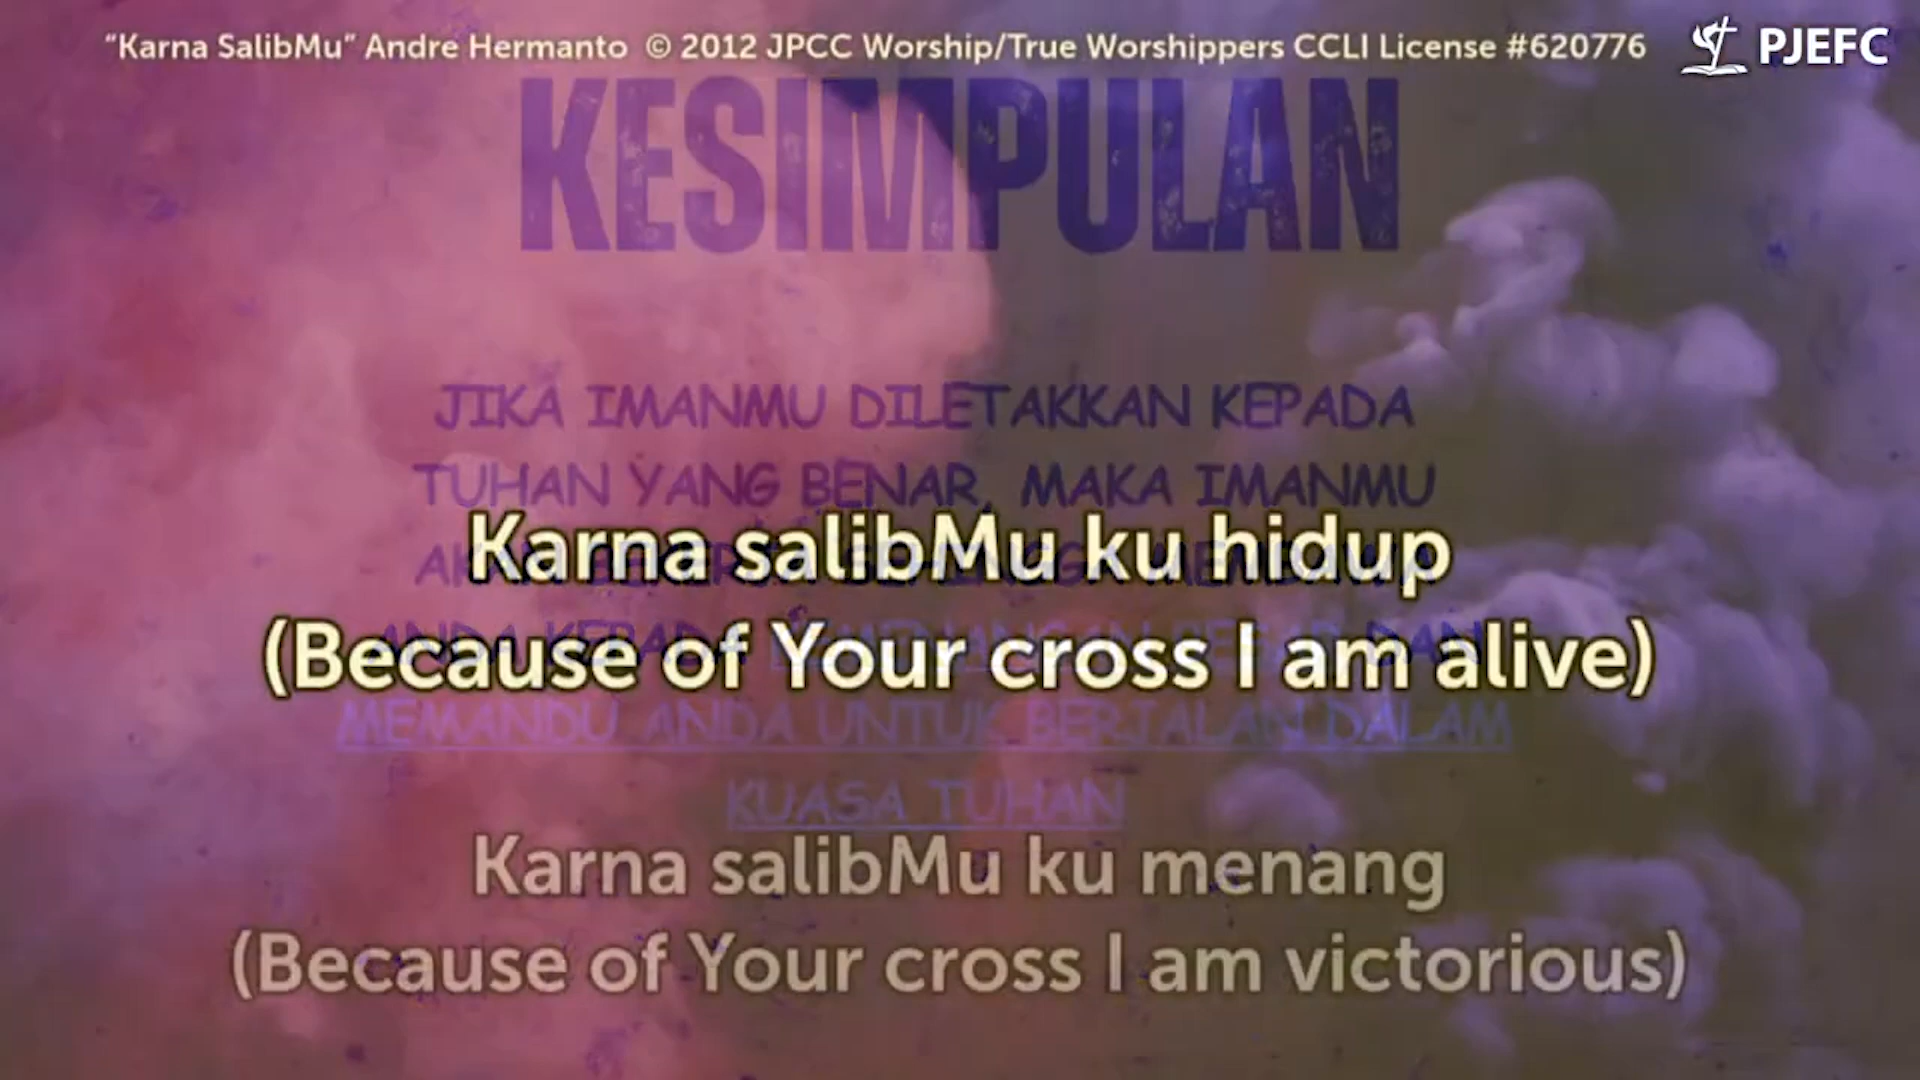 “Karna SalibMu” Andre Hermanto © 2012 JPCC Worship/True Worshippers CCLI License #620776
PJEFC
KESIMPULAN
JIKA IMANMU DILETAKKAN KEPADA
TUHAN YANG BENAR, MAKA IMANMU
Karna salibMu ku hidup
(Because of Your cross I am alive)
MEMANDU ANDA UNTUK BERJALAN DALAM
KUASA TUHAN
Karna salibMu ku menang
(Because of Your cross I am victorious)